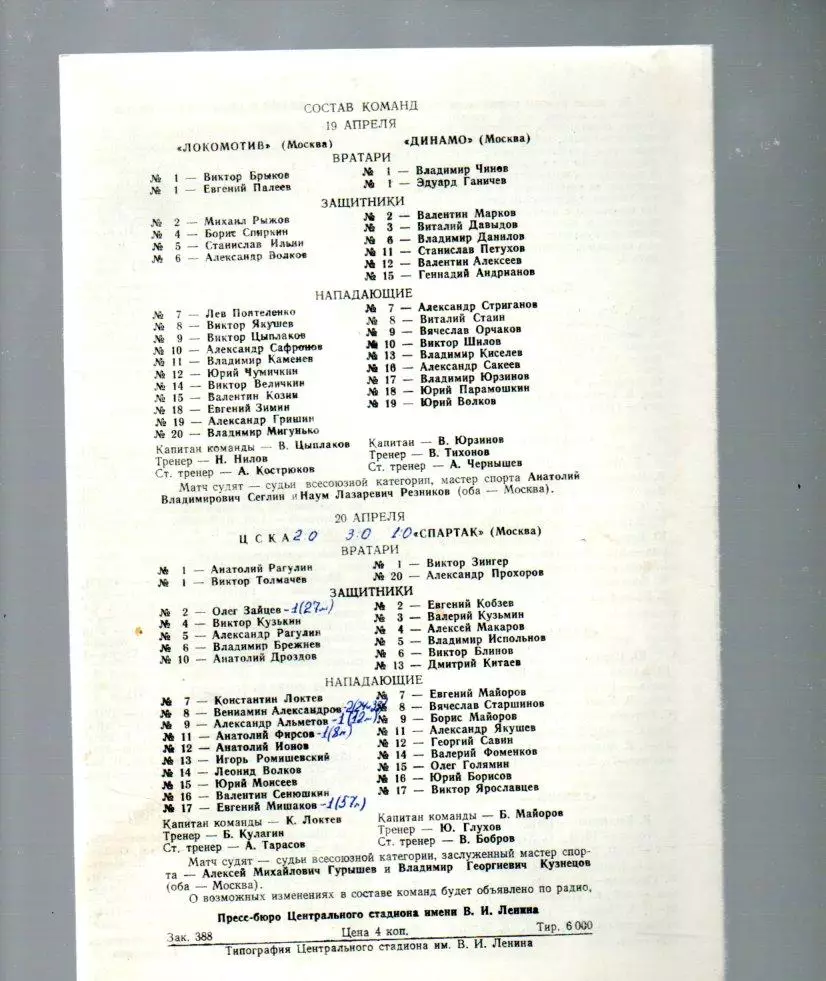 СОСТАВ КОМАНД
19 АПРЕЛЯ
«ЛОКОМОТИВ» (Москва) «ДИНАМО» (Москва)
ВРАТАРИ
№ 1 — Виктор Брыков № 1 — Владимир Чинов
№ 1 — Евгений Палеев № 1 — Эдуард Ганичев
ЗАЩИТНИКИ
№ 2 — Михаил Рыжов № 2 — Валентин Марков
№ 4 — Борис Спиркин № 3 — Виталий Давыдов
№ 5 — Станислав Ильин № 6 — Владимир Данилов
№ 6 — Александр Волков № 11 — Станислав Петухов
№ 12 — Валентин Алексеев
№ 15 — Геннадий Андрианов
НАПАДАЮЩИЕ
№ 7 — Лев Поятеленко № 7 — Александр Стриганов
№ 8 — Виктор Якушев № 8 — Виталий Стаин
№ 9 — Виктор Цыплаков № 9 — Вячеслав Орчаков
№ 10 — Александр Сафронов № 10 — Виктор Шилов
№ 11 — Владимир Каменев № 13 — Владимир Киселев
№ 12 — Юрий Чумичкин № 16 — Александр Сакеев
№ 14 — Виктор Величкин № 17 — Владимир Юрзинов
№ 15 — Валентин Козин № 18 — Юрий Парамошкин
№ 18 — Евгений Зимин № 19 — Юрий Волков
№ 19 — Александр Гришин
№ 20 — Владимир Мигунько
Капитан команды — В. Цыплаков Капитан — В. Юрзинов
Тренер — Н. Нилов Тренер — В. Тихонов
Ст. тренер — А. Кострюков Ст. тренер — А. Чернышев
Матч судят — судьи всесоюзной категории, мастер спорта Анатолий
Владимирович Сеглин и Наум Лазаревич Резников (оба — Москва).
20 АПРЕЛЯ
ЦСКА 2:0 3:0 1:0 «СПАРТАК» (Москва)
ВРАТАРИ
№ 1 — Анатолий Рагулин № 1 — Виктор Зингер
№ 1 — Виктор Толмачев № 20 — Александр Прохоров
ЗАЩИТНИКИ
№ 2 — Олег Зайцев -1(27м) № 2 — Евгений Кобзев
№ 4 — Виктор Кузькин № 3 — Валерий Кузьмин
№ 5 — Александр Рагулин № 4 — Алексей Макаров
№ 6 — Владимир Брежнев № 5 — Владимир Испольнов
№ 10 — Анатолий Дроздов № 6 — Виктор Блинов
№ 13 — Дмитрий Китаев
НАПАДАЮЩИЕ
№ 7 — Константин Локтев № 7 — Евгений Майоров
№ 8 — Вениамин Александров № 8 — Вячеслав Старшинов
№ 9 — Александр Альметов -1(12м) № 9 — Борис Майоров
№ 11 — Анатолий Фирсов -1(8м) № 11 — Александр Якушев
№ 12 — Анатолий Ионов № 12 — Георгий Савин
№ 13 — Игорь Ромишевский № 14 — Валерий Фоменков
№ 14 — Леонид Волков № 15 — Олег Голямин
№ 15 — Юрий Моисеев № 16 — Юрий Борисов
№ 16 — Валентин Сенюшкин № 17 — Виктор Ярославцев
№ 17 — Евгений Мишаков -1(57м)
Капитан команды — К. Локтев Капитан команды — Б. Майоров
Тренер — Б. Кулагин Тренер — Ю. Глухов
Ст. тренер — А. Тарасов Ст. тренер — В. Бобров
Матч судят — судьи всесоюзной категории, заслуженный мастер спор-
та — Алексей Михайлович Гурышев и Владимир Георгиевич Кузнецов
(оба — Москва).
О возможных изменениях в составе команд будет объявлено по радио.
Пресс-бюро Центрального стадиона имени В. И. Ленина
Зак. 388 Цена 4 коп. Тир. 6 000
Типография Центрального стадиона им. В. И. Ленина